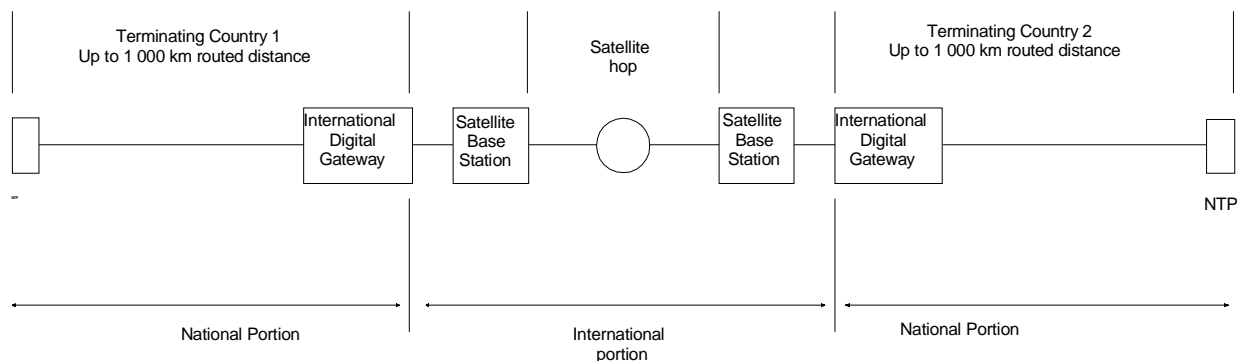 Terminating Country 1
Up to 1 000 km routed distance
Satellite
hop
Terminating Country 2
Up to 1 000 km routed distance
International
Digital
Gateway
Satellite
Base
Station
Satellite
Base
Station
International
Digital
Gateway
NTP
National Portion
International
portion
National Portion